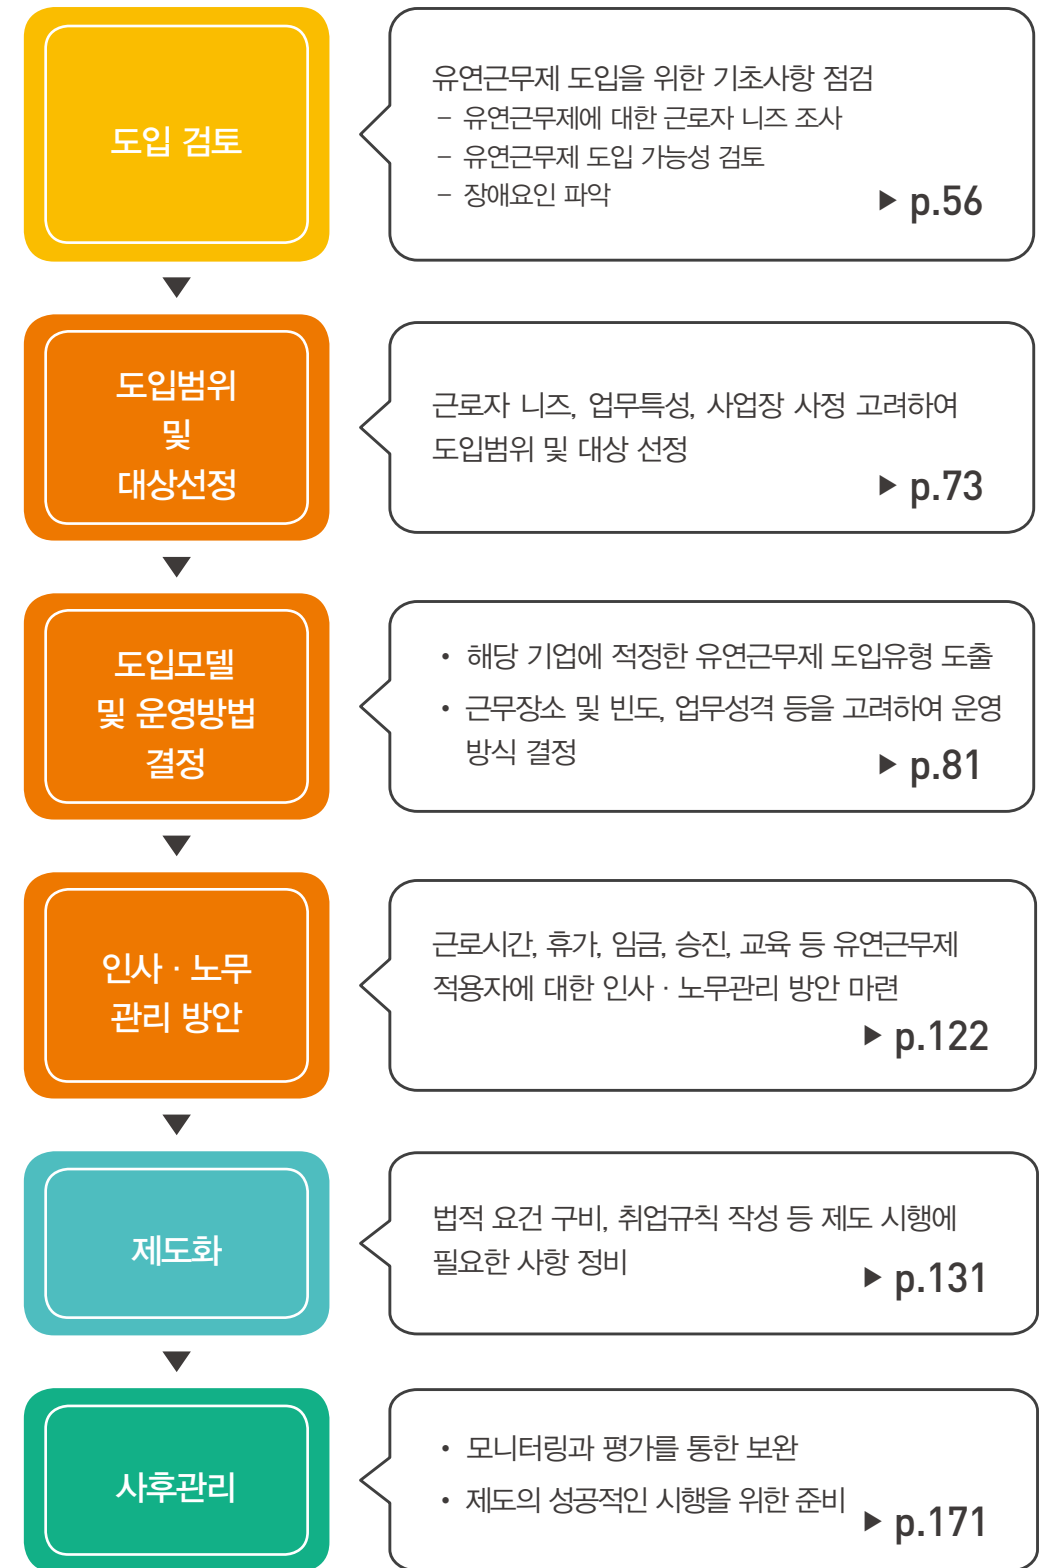 도입 검토
유연근무제 도입을 위한 기초사항 점검
- 유연근무제에 대한 근로자 니즈 조사
- 유연근무제 도입 가능성 검토
- 장애요인 파악
▶ p.56
▼
도입범위
및
대상선정
근로자 니즈, 업무특성, 사업장 사정 고려하여
도입범위 및 대상 선정
▶ p.73
▼
도입모델
및 운영방법
결정
• 해당 기업에 적정한 유연근무제 도입유형 도출
• 근무장소 및 빈도, 업무성격 등을 고려하여 운영
방식 결정
▶ p.81
▼
인사 · 노무
관리 방안
근로시간, 휴가, 임금, 승진, 교육 등 유연근무제
적용자에 대한 인사 · 노무관리 방안 마련
▶ p.122
▼
제도화
법적 요건 구비, 취업규칙 작성 등 제도 시행에
필요한 사항 정비
▶ p.131
▼
사후관리
• 모니터링과 평가를 통한 보완
• 제도의 성공적인 시행을 위한 준비
▶ p.171